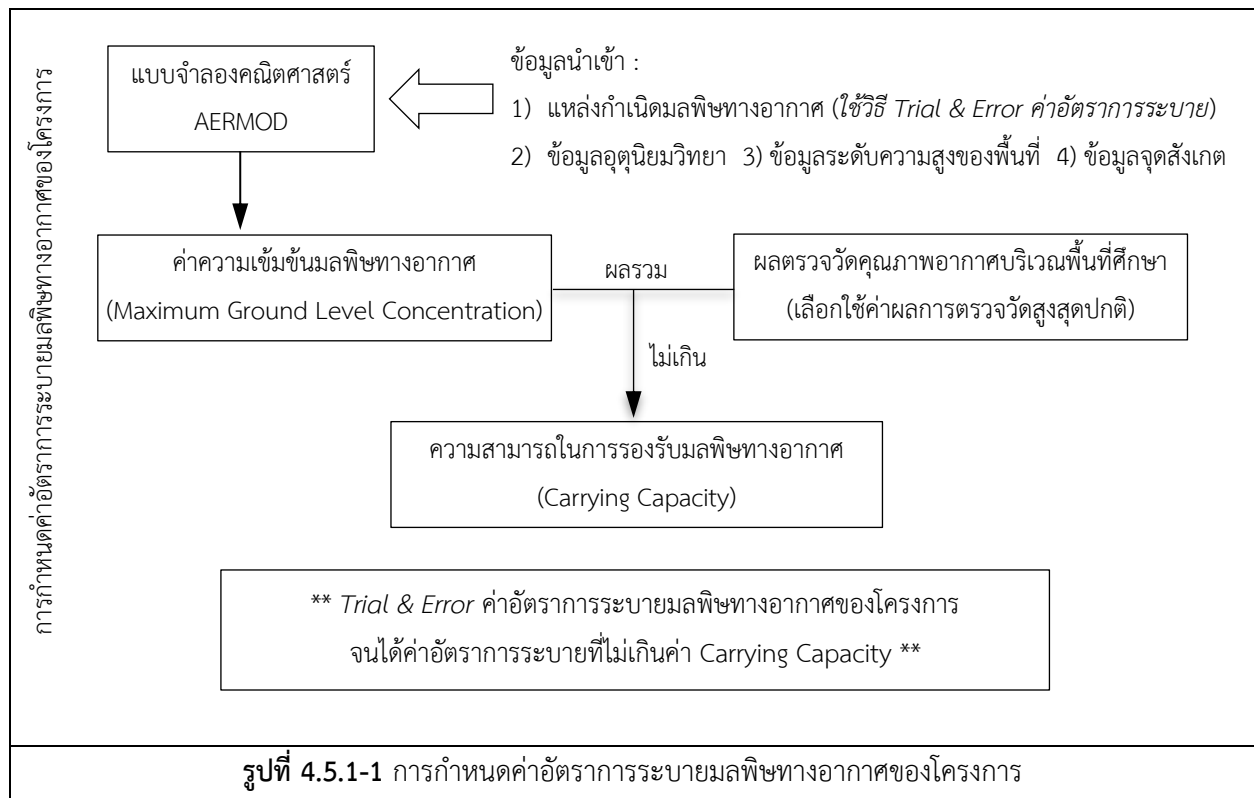 การกำหนดค่าอัตราการระบายมลพิษทางอากาศของโครงการ
แบบจำลองคณิตศาสตร์
AERMOD
ข้อมูลนำเข้า :
1) แหล่งกำเนิดมลพิษทางอากาศ (ใช้วิธี Trial & Error ค่าอัตราการระบาย)
2) ข้อมูลอุตุนิยมวิทยา 3) ข้อมูลระดับความสูงของพื้นที่ 4) ข้อมูลจุดสังเกต
ค่าความเข้มข้นมลพิษทางอากาศ
(Maximum Ground Level Concentration)
ผลรวม
ผลตรวจวัดคุณภาพอากาศบริเวณพื้นที่ศึกษา
(เลือกใช้ค่าผลการตรวจวัดสูงสุดปกติ)
ไม่เกิน
ความสามารถในการรองรับมลพิษทางอากาศ
(Carrying Capacity)
** Trial & Error ค่าอัตราการระบายมลพิษทางอากาศของโครงการ
จนได้ค่าอัตราการระบายที่ไม่เกินค่า Carrying Capacity **
รูปที่ 4.5.1-1 การกำหนดค่าอัตราการระบายมลพิษทางอากาศของโครงการ